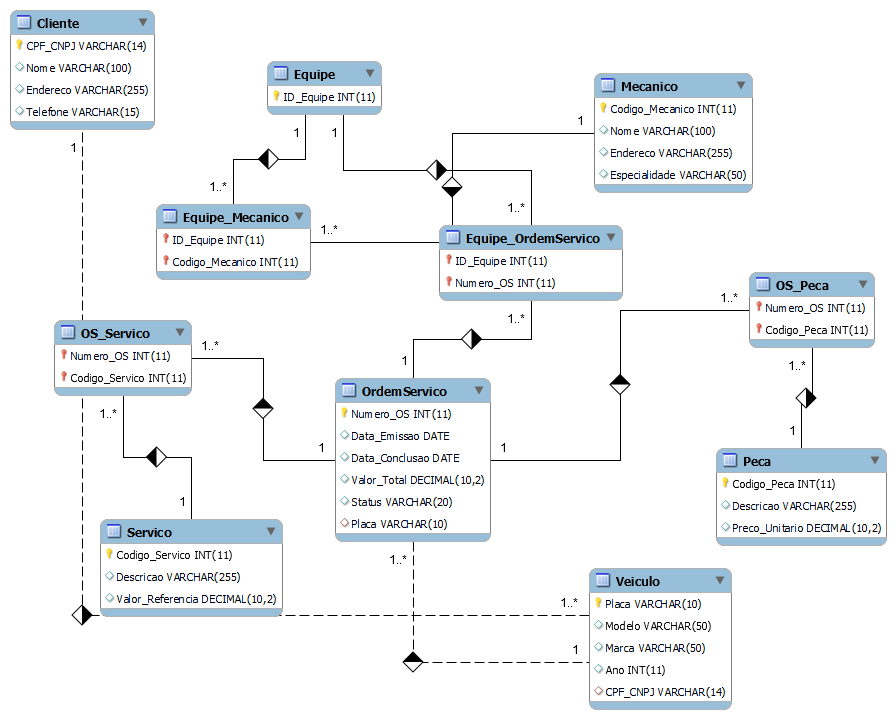 Cliente
CPF_CNPJ VARCHAR(14)
Nome VARCHAR(100)
Endereco VARCHAR(255)
Telefone VARCHAR(15)
1
Equipe
ID_Equipe INT(11)
1
1
Mecanico
Codigo_Mecanico INT(11)
Nome VARCHAR(100)
Endereco VARCHAR(255)
Especialidade VARCHAR(50)
1
1..*
Equipe_Mecanico
ID_Equipe INT(11)
Codigo_Mecanico INT(11)
1..*
1..*
Equipe_OrdemServico
ID_Equipe INT(11)
Numero_OS INT(11)
1..*
OS_Peca
Numero_OS INT(11)
Codigo_Peca INT(11)
1..*
1..*
OS_Servico
Numero_OS INT(11)
Codigo_Servico INT(11)
1..*
1..*
1
OrdemServico
Numero_OS INT(11)
Data_Emissao DATE
Data_Conclusao DATE
Valor_Total DECIMAL(10,2)
Status VARCHAR(20)
Placa VARCHAR(10)
1
1
1..*
1
Peca
Codigo_Peca INT(11)
Descricao VARCHAR(255)
Preco_Unitario DECIMAL(10,2)
1
Servico
Codigo_Servico INT(11)
Descricao VARCHAR(255)
Valor_Referencia DECIMAL(10,2)
Veiculo
Placa VARCHAR(10)
Modelo VARCHAR(50)
Marca VARCHAR(50)
Ano INT(11)
CPF_CNPJ VARCHAR(14)
1..*
1